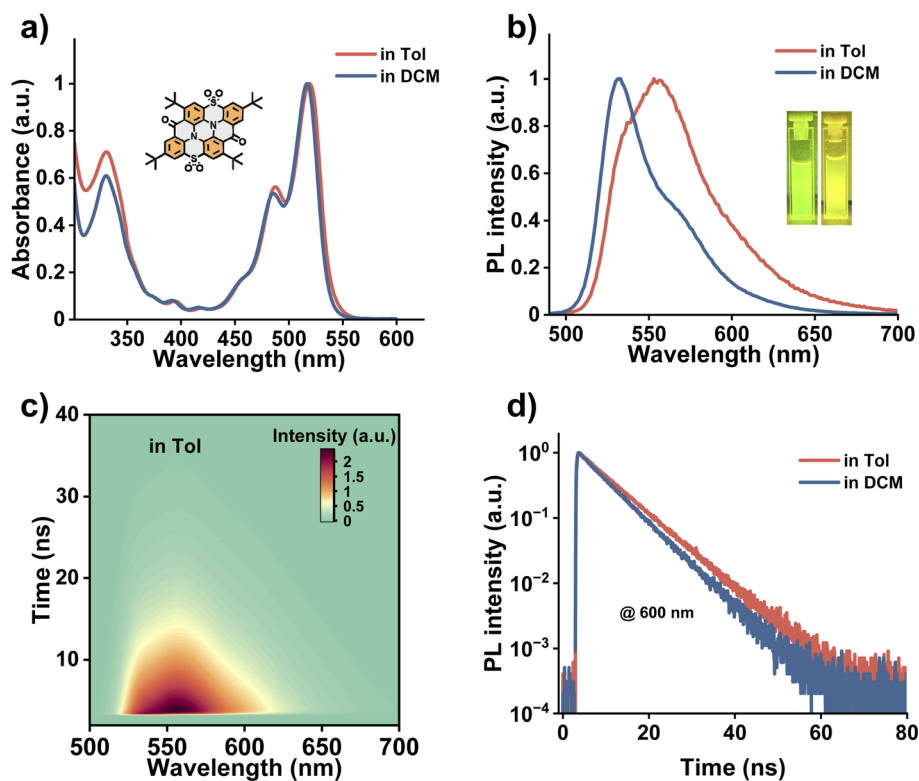 a)
in Tol
in DCM
Absorbance (a.u.)
1
0.8
0.6
0.4
0.2
0
350 400 450 500 550 600
Wavelength (nm)
O O
S
O
N
N
O
S
O O
b)
in Tol
in DCM
PL intensity (a.u.)
1
0.8
0.6
0.4
0.2
0
500 550 600 650 700
Wavelength (nm)
c)
in Tol
Intensity (a.u.)
2
1.5
1
0.5
0
Time (ns)
40
30
20
10
500 550 600 650 700
Wavelength (nm)
d)
in Tol
in DCM
@ 600 nm
PL intensity (a.u.)
10⁰
10⁻¹
10⁻²
10⁻³
10⁻⁴
0 20 40 60 80
Time (ns)